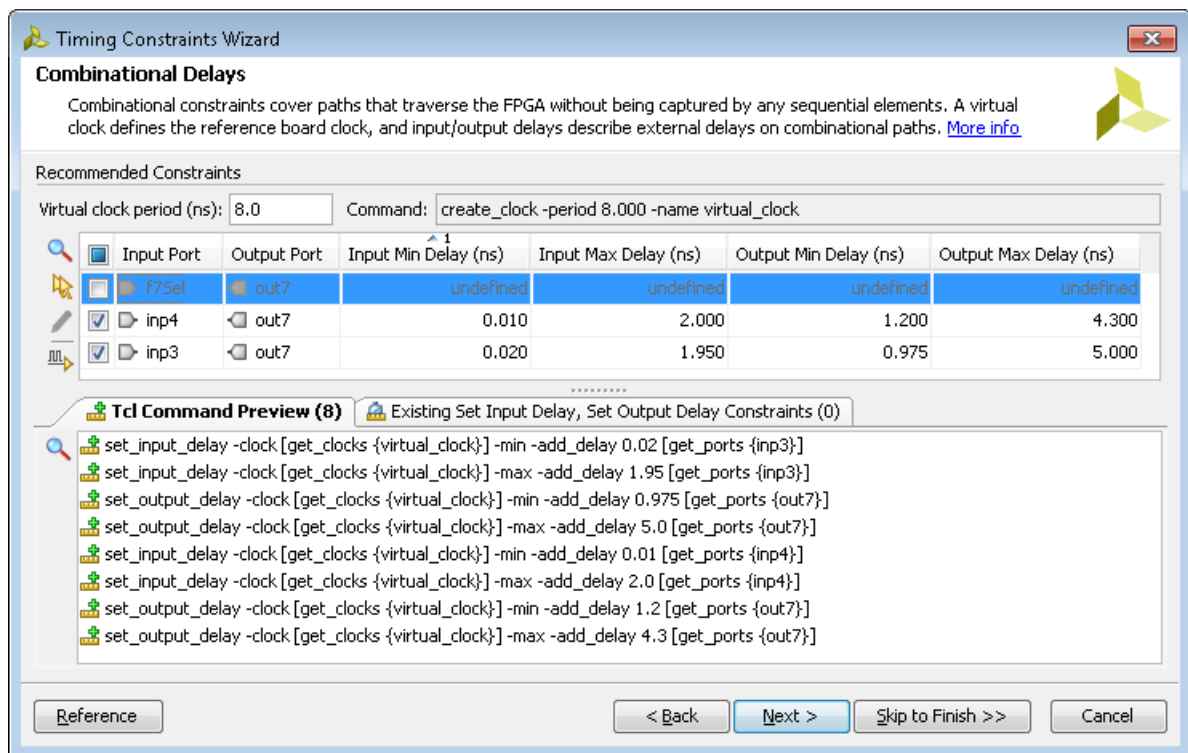 Timing Constraints Wizard
Combinational Delays
Combinational constraints cover paths that traverse the FPGA without being captured by any sequential elements. A virtual
clock defines the reference board clock, and input/output delays describe external delays on combinational paths. More info
Recommended Constraints
Virtual clock period (ns): 8.0 Command: create_clock -period 8.000 -name virtual_clock
Input Port Output Port Input Min Delay (ns) 1 Input Max Delay (ns) Output Min Delay (ns) Output Max Delay (ns)
f7Sel out7 undefined undefined undefined undefined
inp4 out7 0.010 2.000 1.200 4.300
inp3 out7 0.020 1.950 0.975 5.000
Tcl Command Preview (8) Existing Set Input Delay, Set Output Delay Constraints (0)
set_input_delay -clock [get_clocks {virtual_clock}] -min -add_delay 0.02 [get_ports {inp3}]
set_input_delay -clock [get_clocks {virtual_clock}] -max -add_delay 1.95 [get_ports {inp3}]
set_output_delay -clock [get_clocks {virtual_clock}] -min -add_delay 0.975 [get_ports {out7}]
set_output_delay -clock [get_clocks {virtual_clock}] -max -add_delay 5.0 [get_ports {out7}]
set_input_delay -clock [get_clocks {virtual_clock}] -min -add_delay 0.01 [get_ports {inp4}]
set_input_delay -clock [get_clocks {virtual_clock}] -max -add_delay 2.0 [get_ports {inp4}]
set_output_delay -clock [get_clocks {virtual_clock}] -min -add_delay 1.2 [get_ports {out7}]
set_output_delay -clock [get_clocks {virtual_clock}] -max -add_delay 4.3 [get_ports {out7}]
Reference < Back Next > Skip to Finish >> Cancel